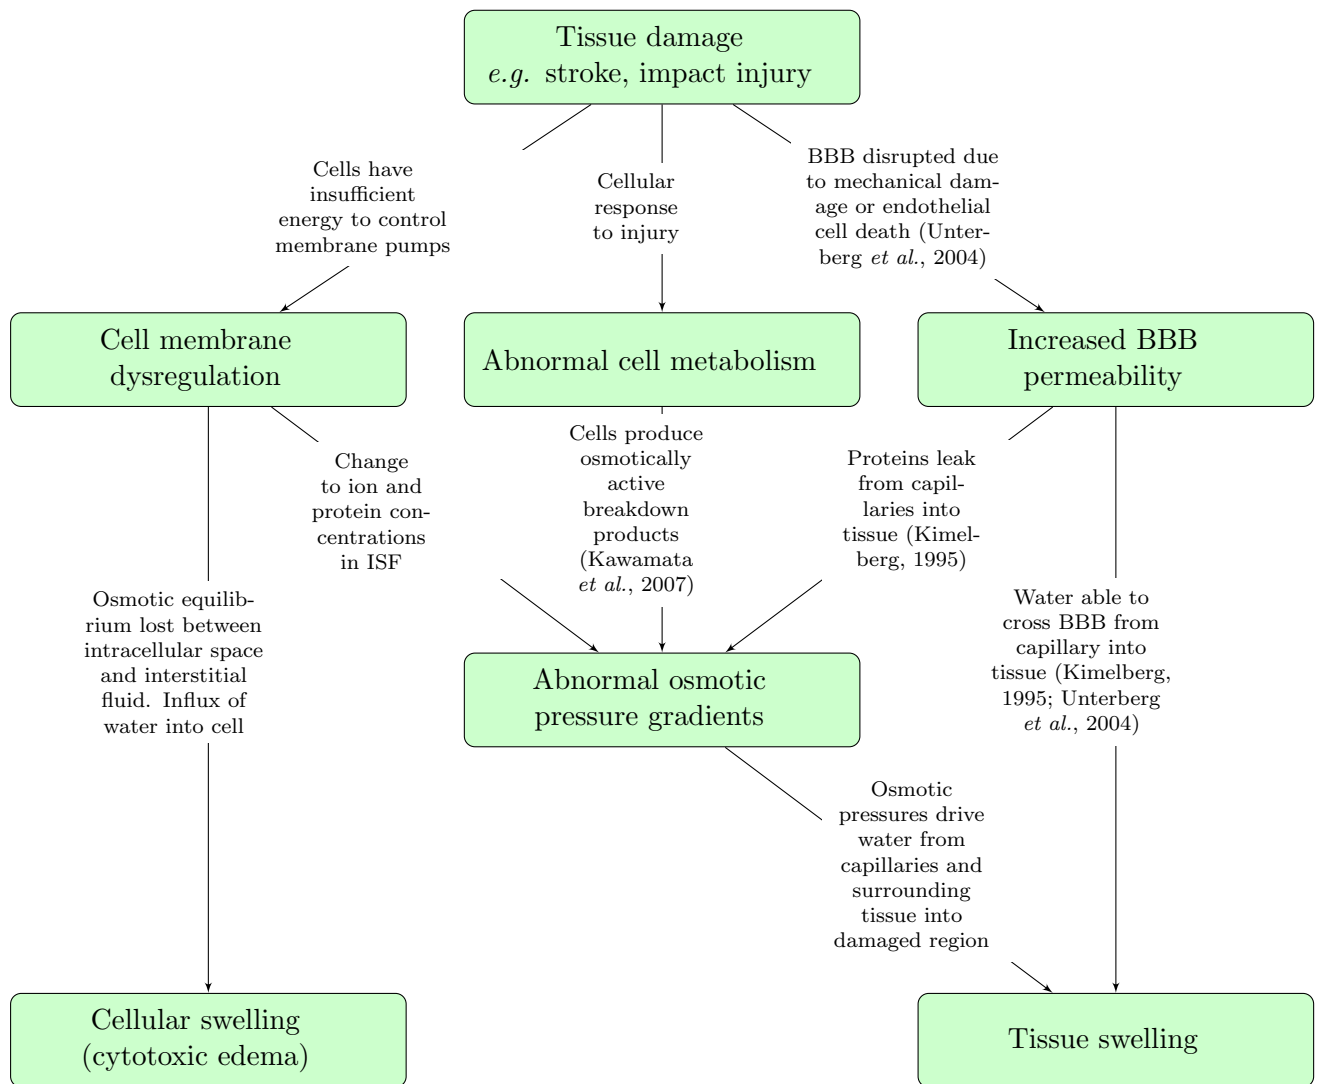 Tissue damage
e.g. stroke, impact injury
Cells have
insufficient
energy to control
membrane pumps
Cellular
response
to injury
BBB disrupted due
to mechanical dam-
age or endothelial
cell death (Unter-
berg et al., 2004)
Cell membrane
dysregulation
Abnormal cell metabolism
Increased BBB
permeability
Change
to ion and
protein con-
centrations
in ISF
Cells produce
osmotically
active
breakdown
products
(Kawamata
et al., 2007)
Proteins leak
from capil-
laries into
tissue (Kimel-
berg, 1995)
Osmotic equilib-
rium lost between
intracellular space
and interstitial
fluid. Influx of
water into cell
Water able to
cross BBB from
capillary into
tissue (Kimelberg,
1995; Unterberg
et al., 2004)
Abnormal osmotic
pressure gradients
Osmotic
pressures drive
water from
capillaries and
surrounding
tissue into
damaged region
Cellular swelling
(cytotoxic edema)
Tissue swelling